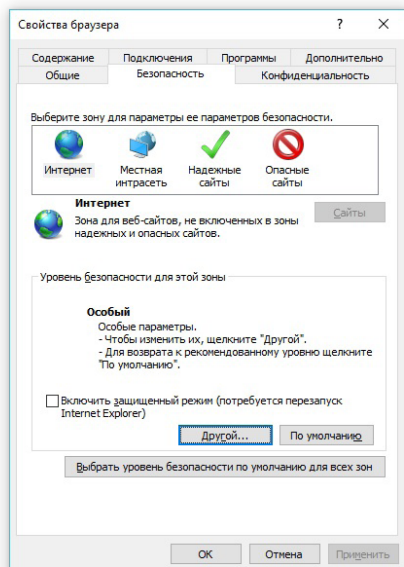 Свойства браузера ? ×
Содержание Подключения Программы Дополнительно
Общие Безопасность Конфиденциальность
Выберите зону для параметры ее параметров безопасности.
Интернет Местная интрасеть Надежные сайты Опасные сайты
Интернет
Зона для веб-сайтов, не включенных в зоны
надежных и опасных сайтов.
Сайты
Уровень безопасности для этой зоны
Особый
Особые параметры.
- Чтобы изменить их, щелкните "Другой".
- Для возврата к рекомендованному уровню щелкните
"По умолчанию".
Включить защищенный режим (потребуется перезапуск
Internet Explorer)
Другой... По умолчанию
Выбрать уровень безопасности по умолчанию для всех зон
OK Отмена Применить